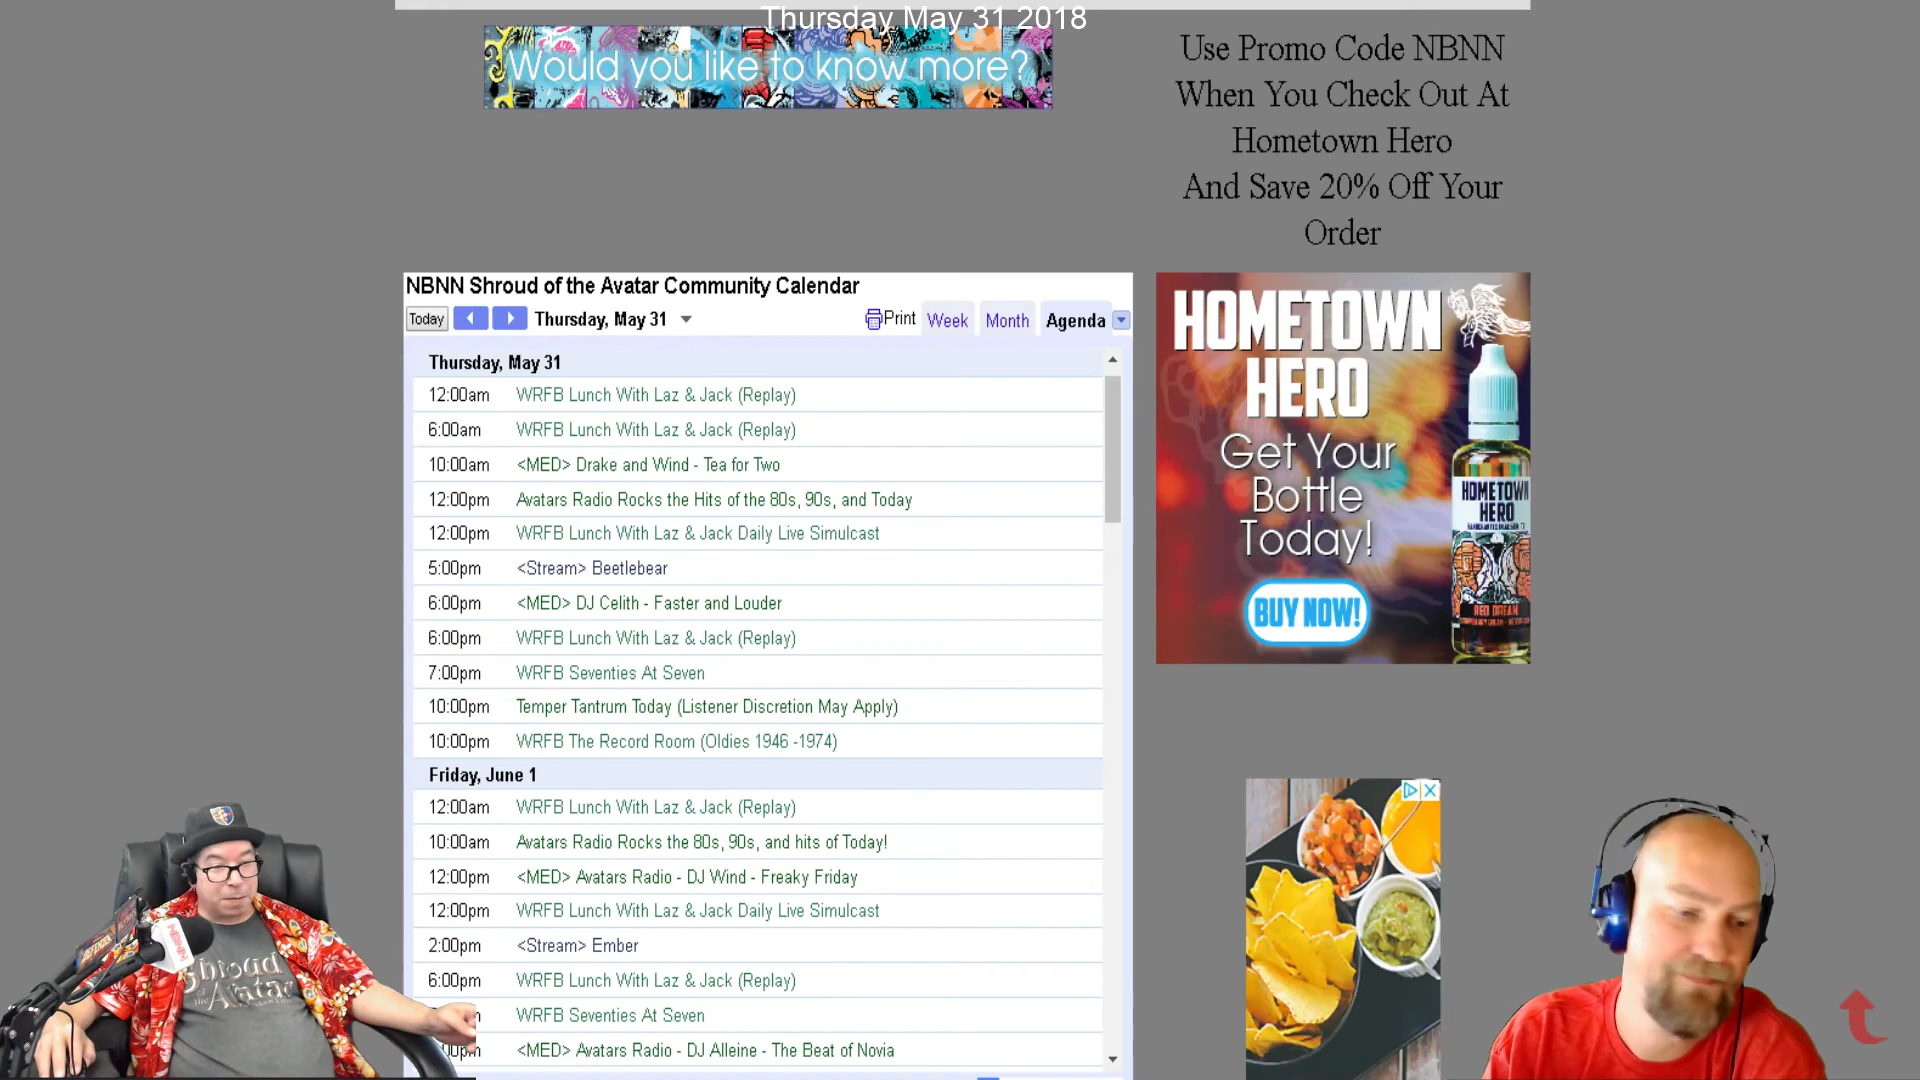 Thursday May 31 2018
Would you like to know more?
Use Promo Code NBNN
When You Check Out At
Hometown Hero
And Save 20% Off Your
Order
NBNN Shroud of the Avatar Community Calendar
Today
Thursday, May 31
Print
Week
Month
Agenda
Thursday, May 31
12:00am WRFB Lunch With Laz & Jack (Replay)
6:00am WRFB Lunch With Laz & Jack (Replay)
10:00am <MED> Drake and Wind - Tea for Two
12:00pm Avatars Radio Rocks the Hits of the 80s, 90s, and Today
12:00pm WRFB Lunch With Laz & Jack Daily Live Simulcast
5:00pm <Stream> Beetlebear
6:00pm <MED> DJ Celith - Faster and Louder
6:00pm WRFB Lunch With Laz & Jack (Replay)
7:00pm WRFB Seventies At Seven
10:00pm Temper Tantrum Today (Listener Discretion May Apply)
10:00pm WRFB The Record Room (Oldies 1946 -1974)
Friday, June 1
12:00am WRFB Lunch With Laz & Jack (Replay)
10:00am Avatars Radio Rocks the 80s, 90s, and hits of Today!
12:00pm <MED> Avatars Radio - DJ Wind - Freaky Friday
12:00pm WRFB Lunch With Laz & Jack Daily Live Simulcast
2:00pm <Stream> Ember
6:00pm WRFB Lunch With Laz & Jack (Replay)
WRFB Seventies At Seven
<MED> Avatars Radio - DJ Alleine - The Beat of Novia
HOMETOWN
HERO
Get Your
Bottle
Today!
BUY NOW!
HOMETOWN
HERO
RED DREAM
Shroud
of the Avatar